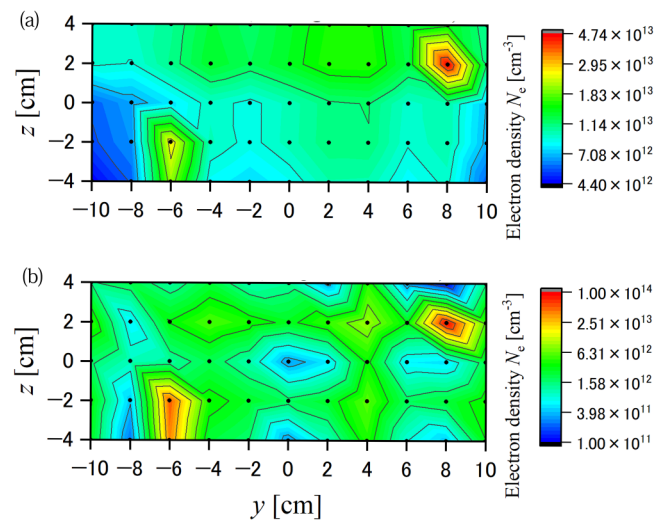 (a)
4
2
0
−2
−4
z [cm]
−10 −8 −6 −4 −2 0 2 4 6 8 10
Electron density Nₑ [cm⁻³]
4.74×10¹³
2.95×10¹³
1.83×10¹³
1.14×10¹³
7.08×10¹²
4.40×10¹²
(b)
4
2
0
−2
−4
z [cm]
−10 −8 −6 −4 −2 0 2 4 6 8 10
y [cm]
Electron density Nₑ [cm⁻³]
1.00×10¹⁴
2.51×10¹³
6.31×10¹²
1.58×10¹²
3.98×10¹¹
1.00×10¹¹